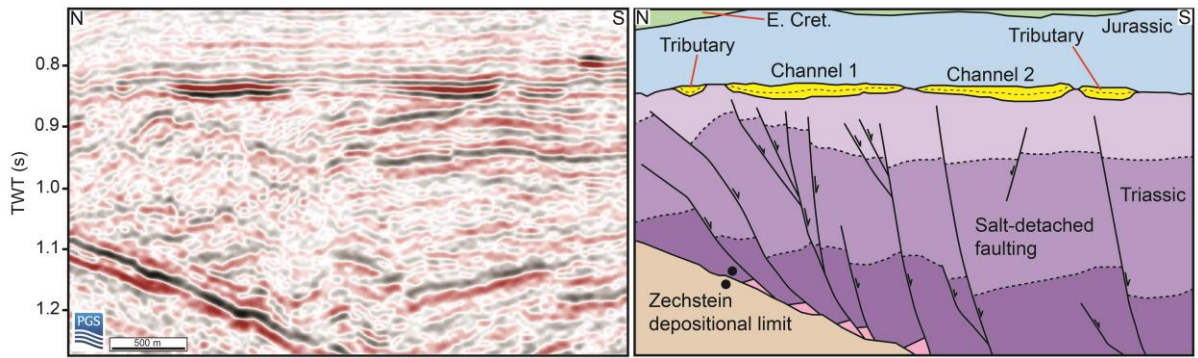 N
S
0.8
0.9
1.0
1.1
1.2
TWT (s)
PGS
500 m
N
S
E. Cret.
Jurassic
Tributary
Tributary
Channel 1
Channel 2
Triassic
Salt-detached
faulting
Zechstein
depositional limit